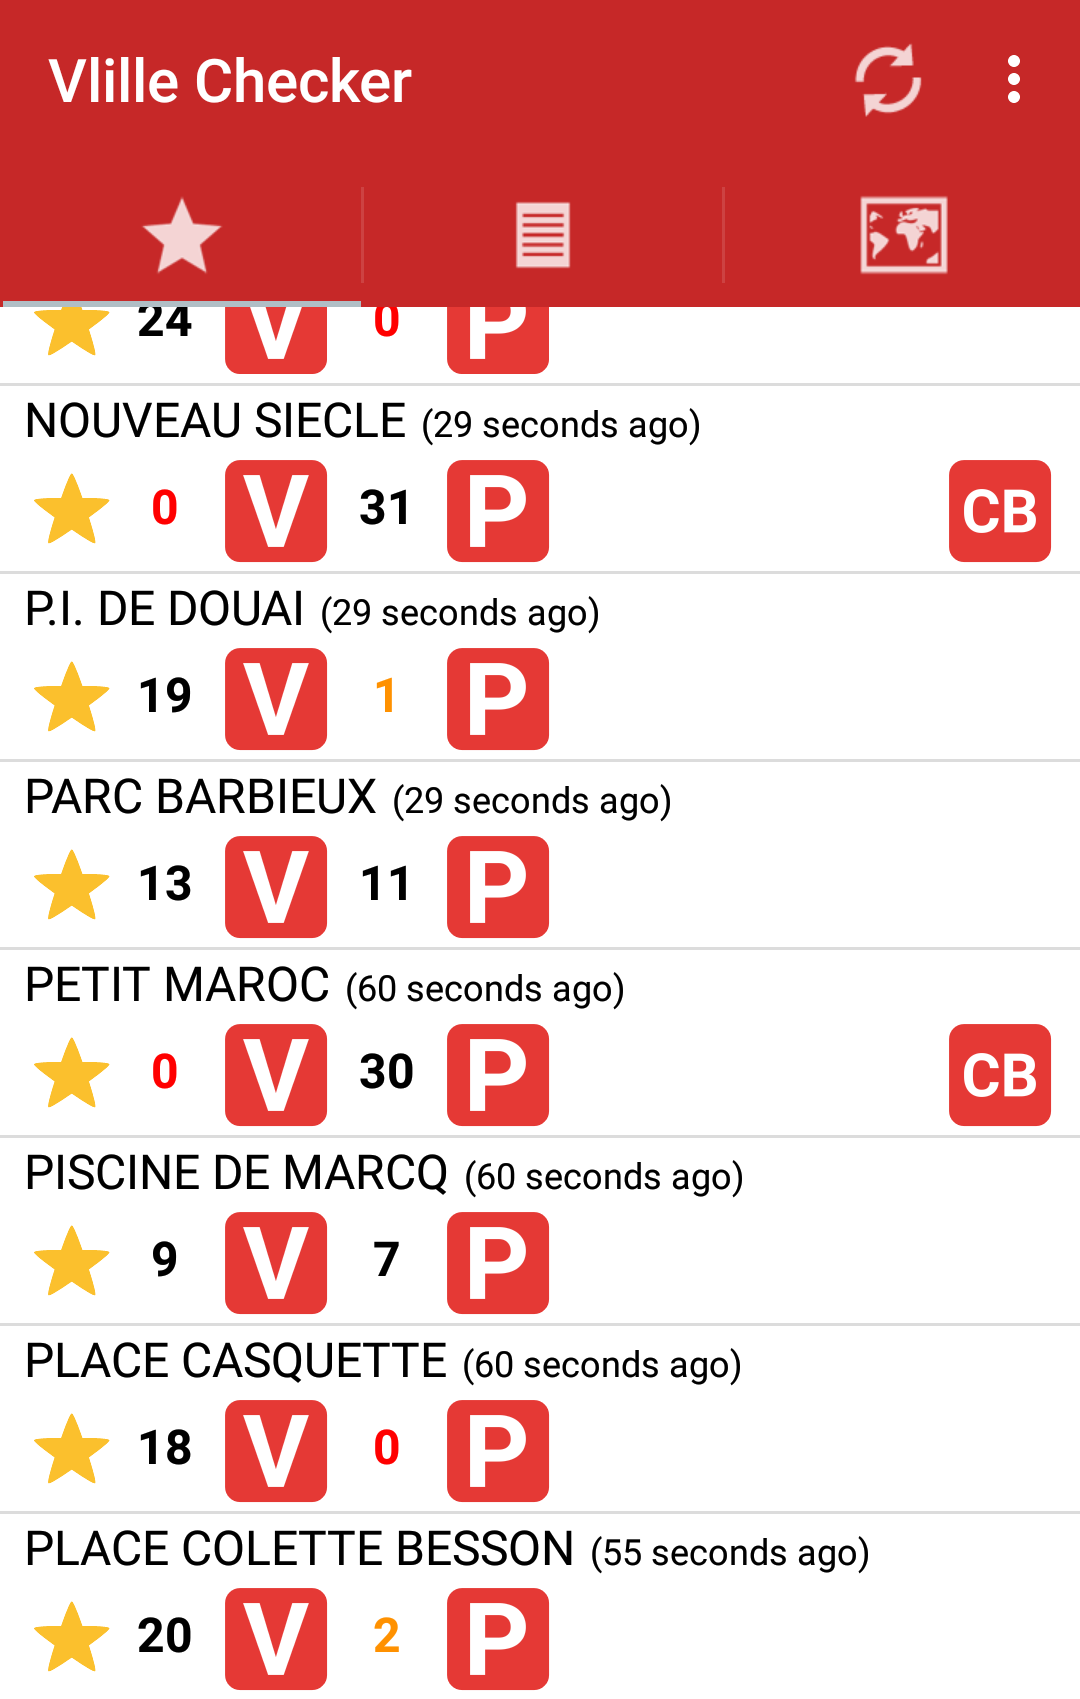 Vlille Checker
24 V 0 P
NOUVEAU SIECLE (29 seconds ago)
0 V 31 P CB
P.I. DE DOUAI (29 seconds ago)
19 V 1 P
PARC BARBIEUX (29 seconds ago)
13 V 11 P
PETIT MAROC (60 seconds ago)
0 V 30 P CB
PISCINE DE MARCQ (60 seconds ago)
9 V 7 P
PLACE CASQUETTE (60 seconds ago)
18 V 0 P
PLACE COLETTE BESSON (55 seconds ago)
20 V 2 P